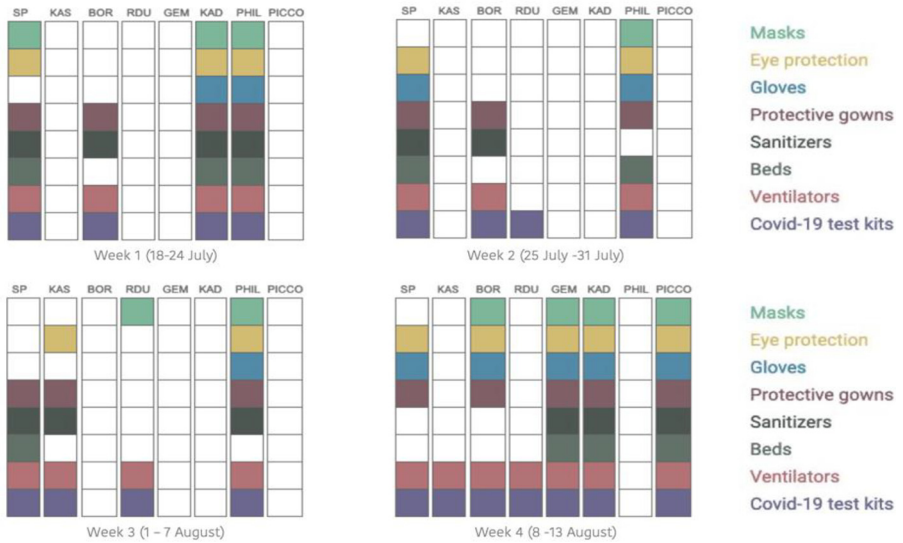 SP KAS BOR RDU GEM KAD PHIL PICCO
SP KAS BOR RDU GEM KAD PHIL PICCO
Masks
Eye protection
Gloves
Protective gowns
Sanitizers
Beds
Ventilators
Covid-19 test kits
Week 1 (18-24 July)
Week 2 (25 July -31 July)
SP KAS BOR RDU GEM KAD PHIL PICCO
SP KAS BOR RDU GEM KAD PHIL PICCO
Masks
Eye protection
Gloves
Protective gowns
Sanitizers
Beds
Ventilators
Covid-19 test kits
Week 3 (1 – 7 August)
Week 4 (8 -13 August)